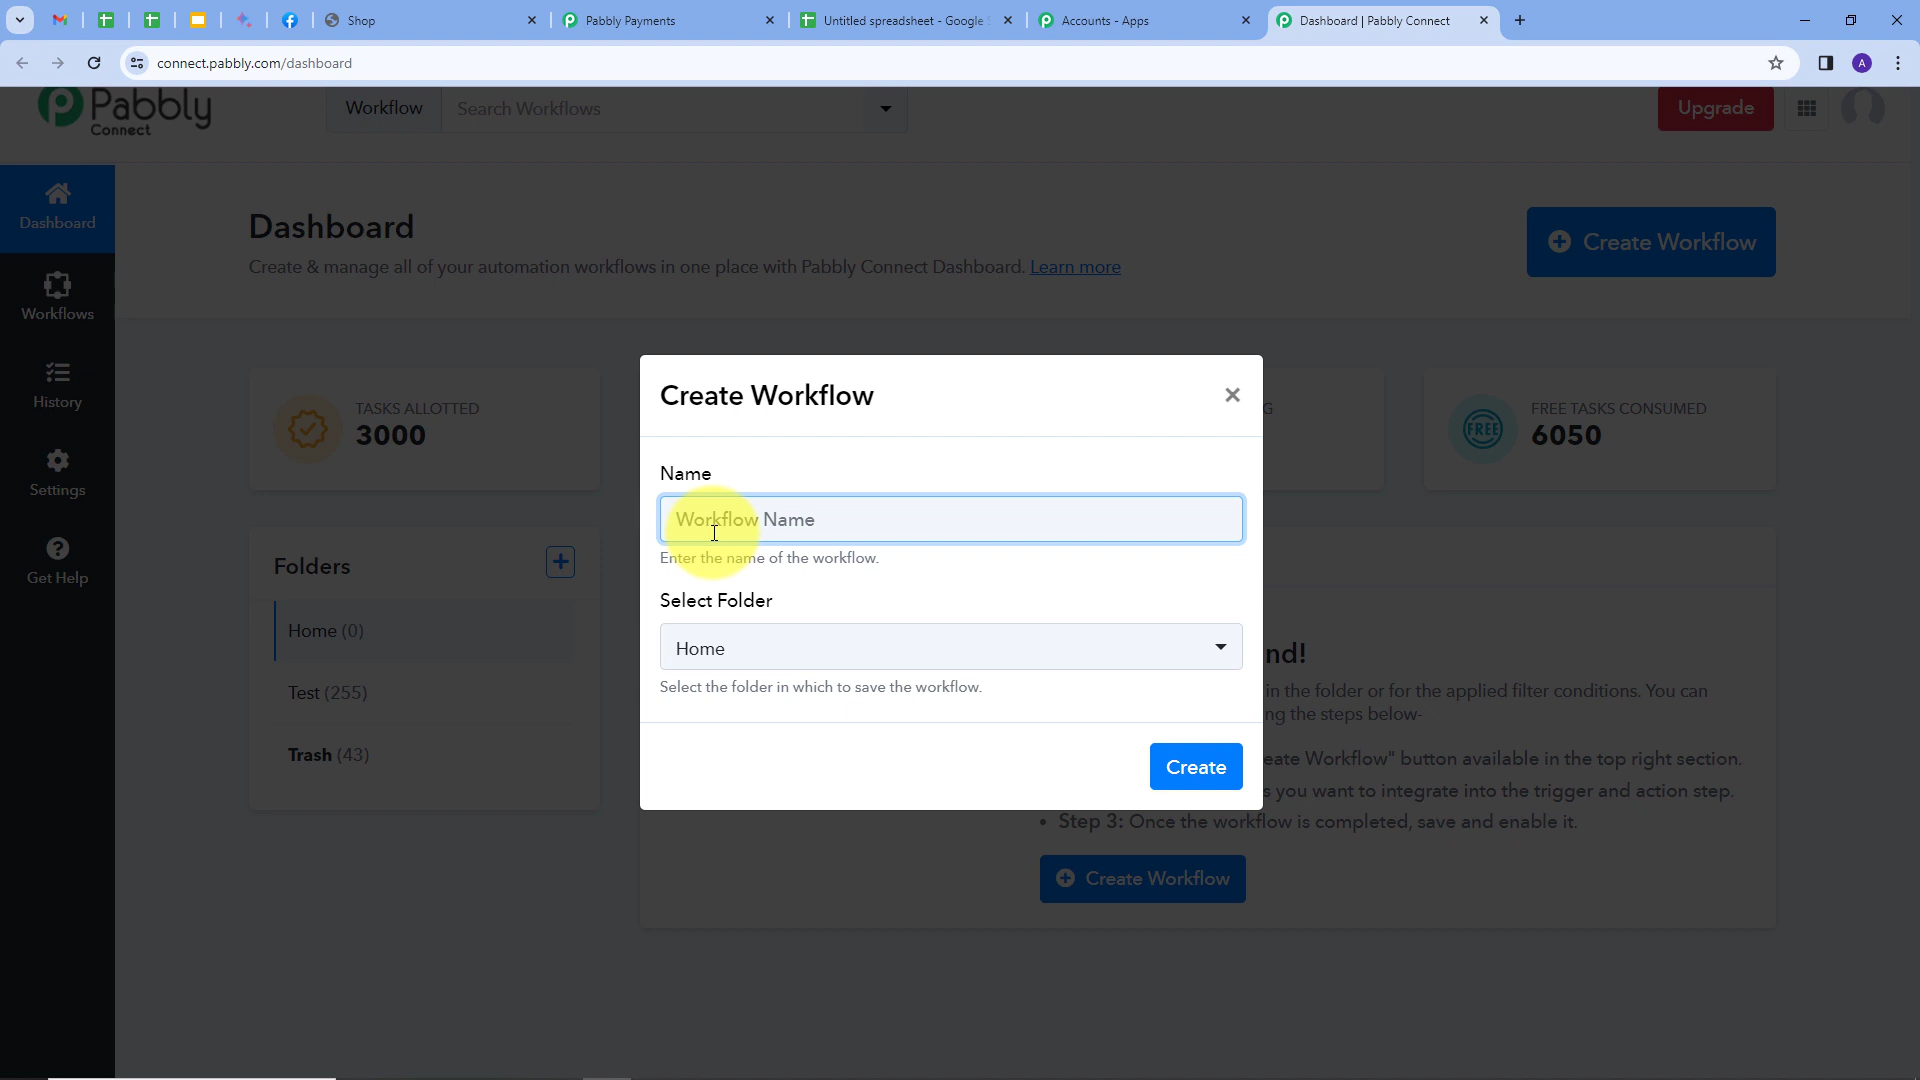 Shop
Pabbly Payments
Untitled spreadsheet - Google
Accounts - Apps
Dashboard | Pabbly Connect
connect.pabbly.com/dashboard
A
Pabbly
Connect
Workflow
Search Workflows
Upgrade
Dashboard
Workflows
History
Settings
Get Help
Dashboard
Create & manage all of your automation workflows in one place with Pabbly Connect Dashboard. Learn more
Create Workflow
TASKS ALLOTTED
3000
G
FREE
FREE TASKS CONSUMED
6050
Folders
Home (0)
Test (255)
Trash (43)
Create Workflow
Name
Workflow Name
Enter the name of the workflow.
Select Folder
Home
Select the folder in which to save the workflow.
Create
nd!
in the folder or for the applied filter conditions. You can
ng the steps below-
eate Workflow" button available in the top right section.
s you want to integrate into the trigger and action step.
Step 3: Once the workflow is completed, save and enable it.
Create Workflow